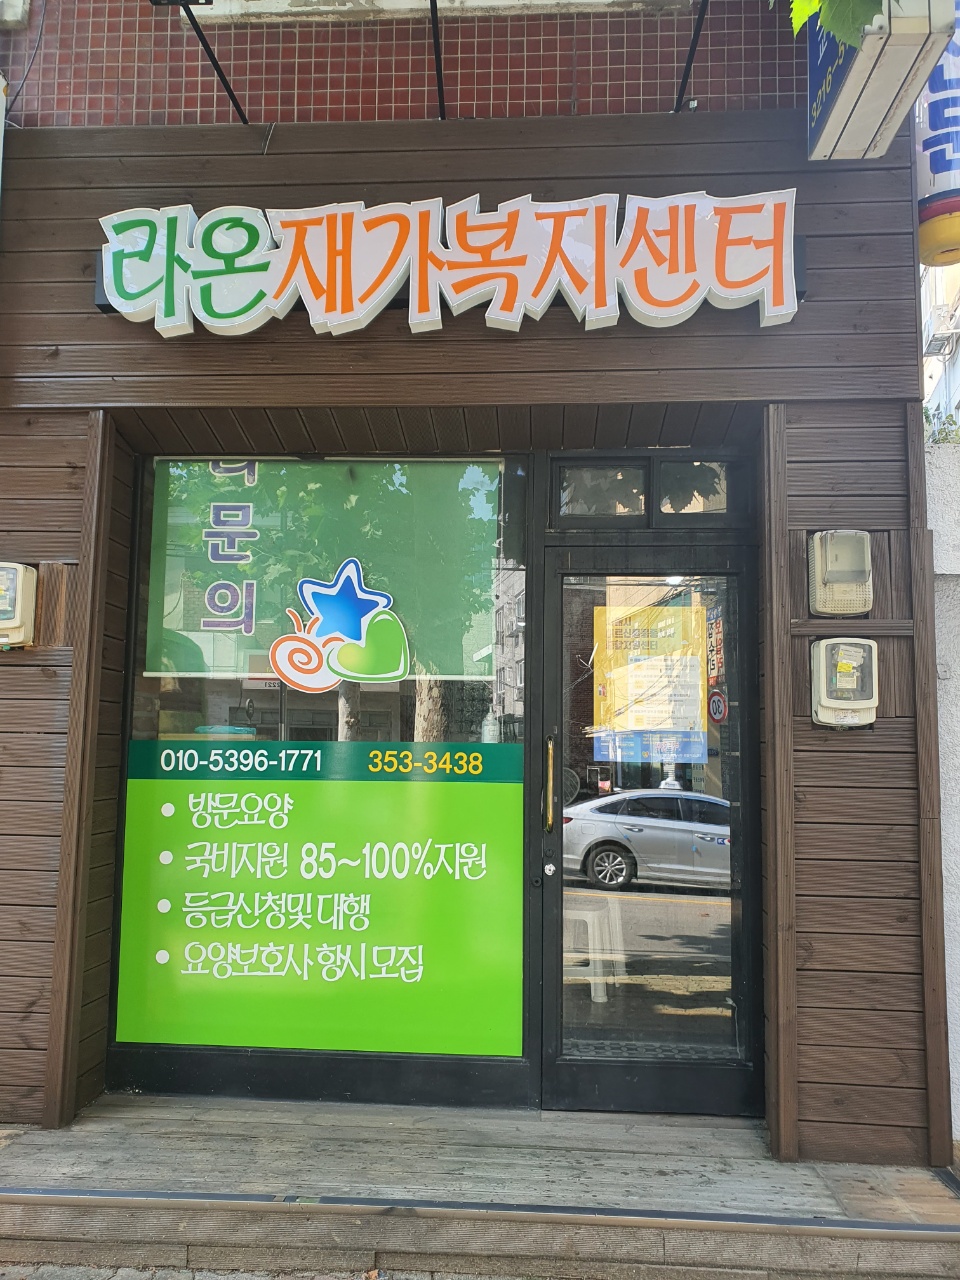 라온재가복지센터
문의
010-5396-1771 353-3438
• 방문요양
• 국비지원 85~100%지원
• 등급신청및 대행
• 요양보호사 행시 모집
30